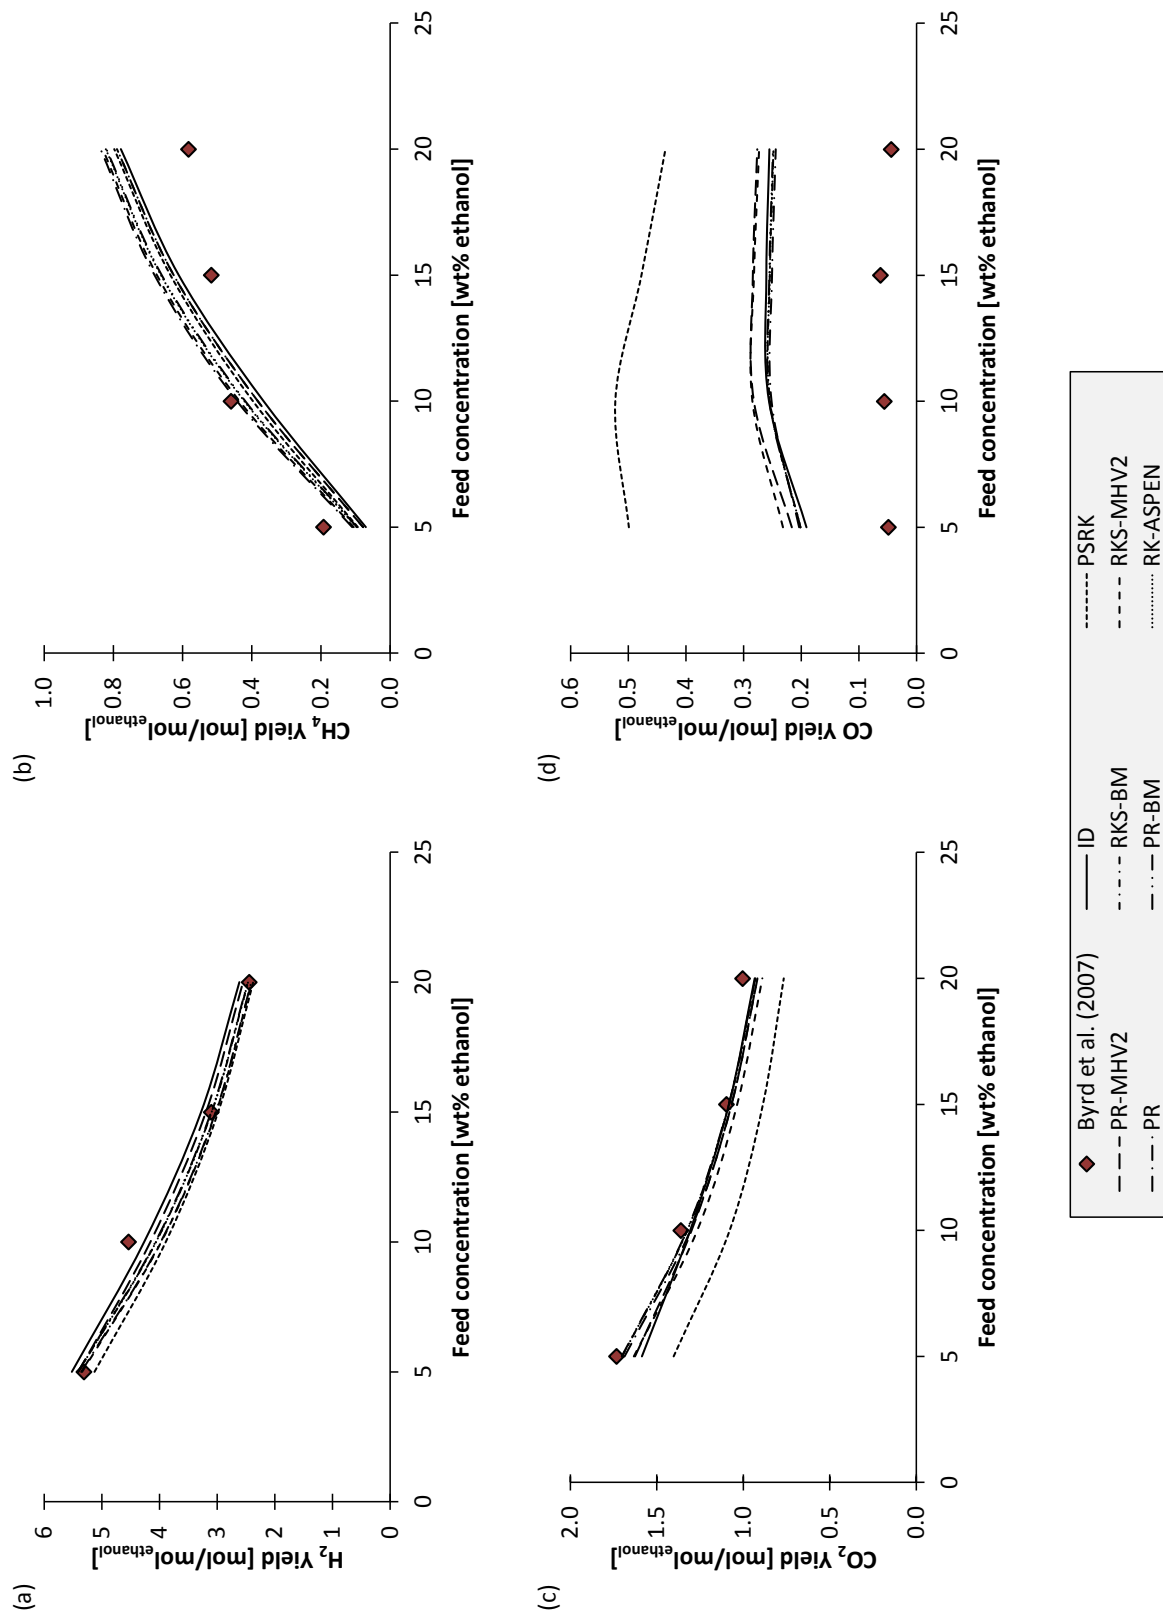 (a)
H2 Yield [mol/molethanol]
6
5
4
3
2
1
0
0 5 10 15 20 25
Feed concentration [wt% ethanol]
(b)
CH4 Yield [mol/molethanol]
1.0
0.8
0.6
0.4
0.2
0.0
0 5 10 15 20 25
Feed concentration [wt% ethanol]
(c)
CO2 Yield [mol/molethanol]
2.0
1.5
1.0
0.5
0.0
0 5 10 15 20 25
Feed concentration [wt% ethanol]
(d)
CO Yield [mol/molethanol]
0.6
0.5
0.4
0.3
0.2
0.1
0.0
0 5 10 15 20 25
Feed concentration [wt% ethanol]
Byrd et al. (2007) ID PSRK
PR-MHV2 RKS-BM RKS-MHV2
PR PR-BM RK-ASPEN